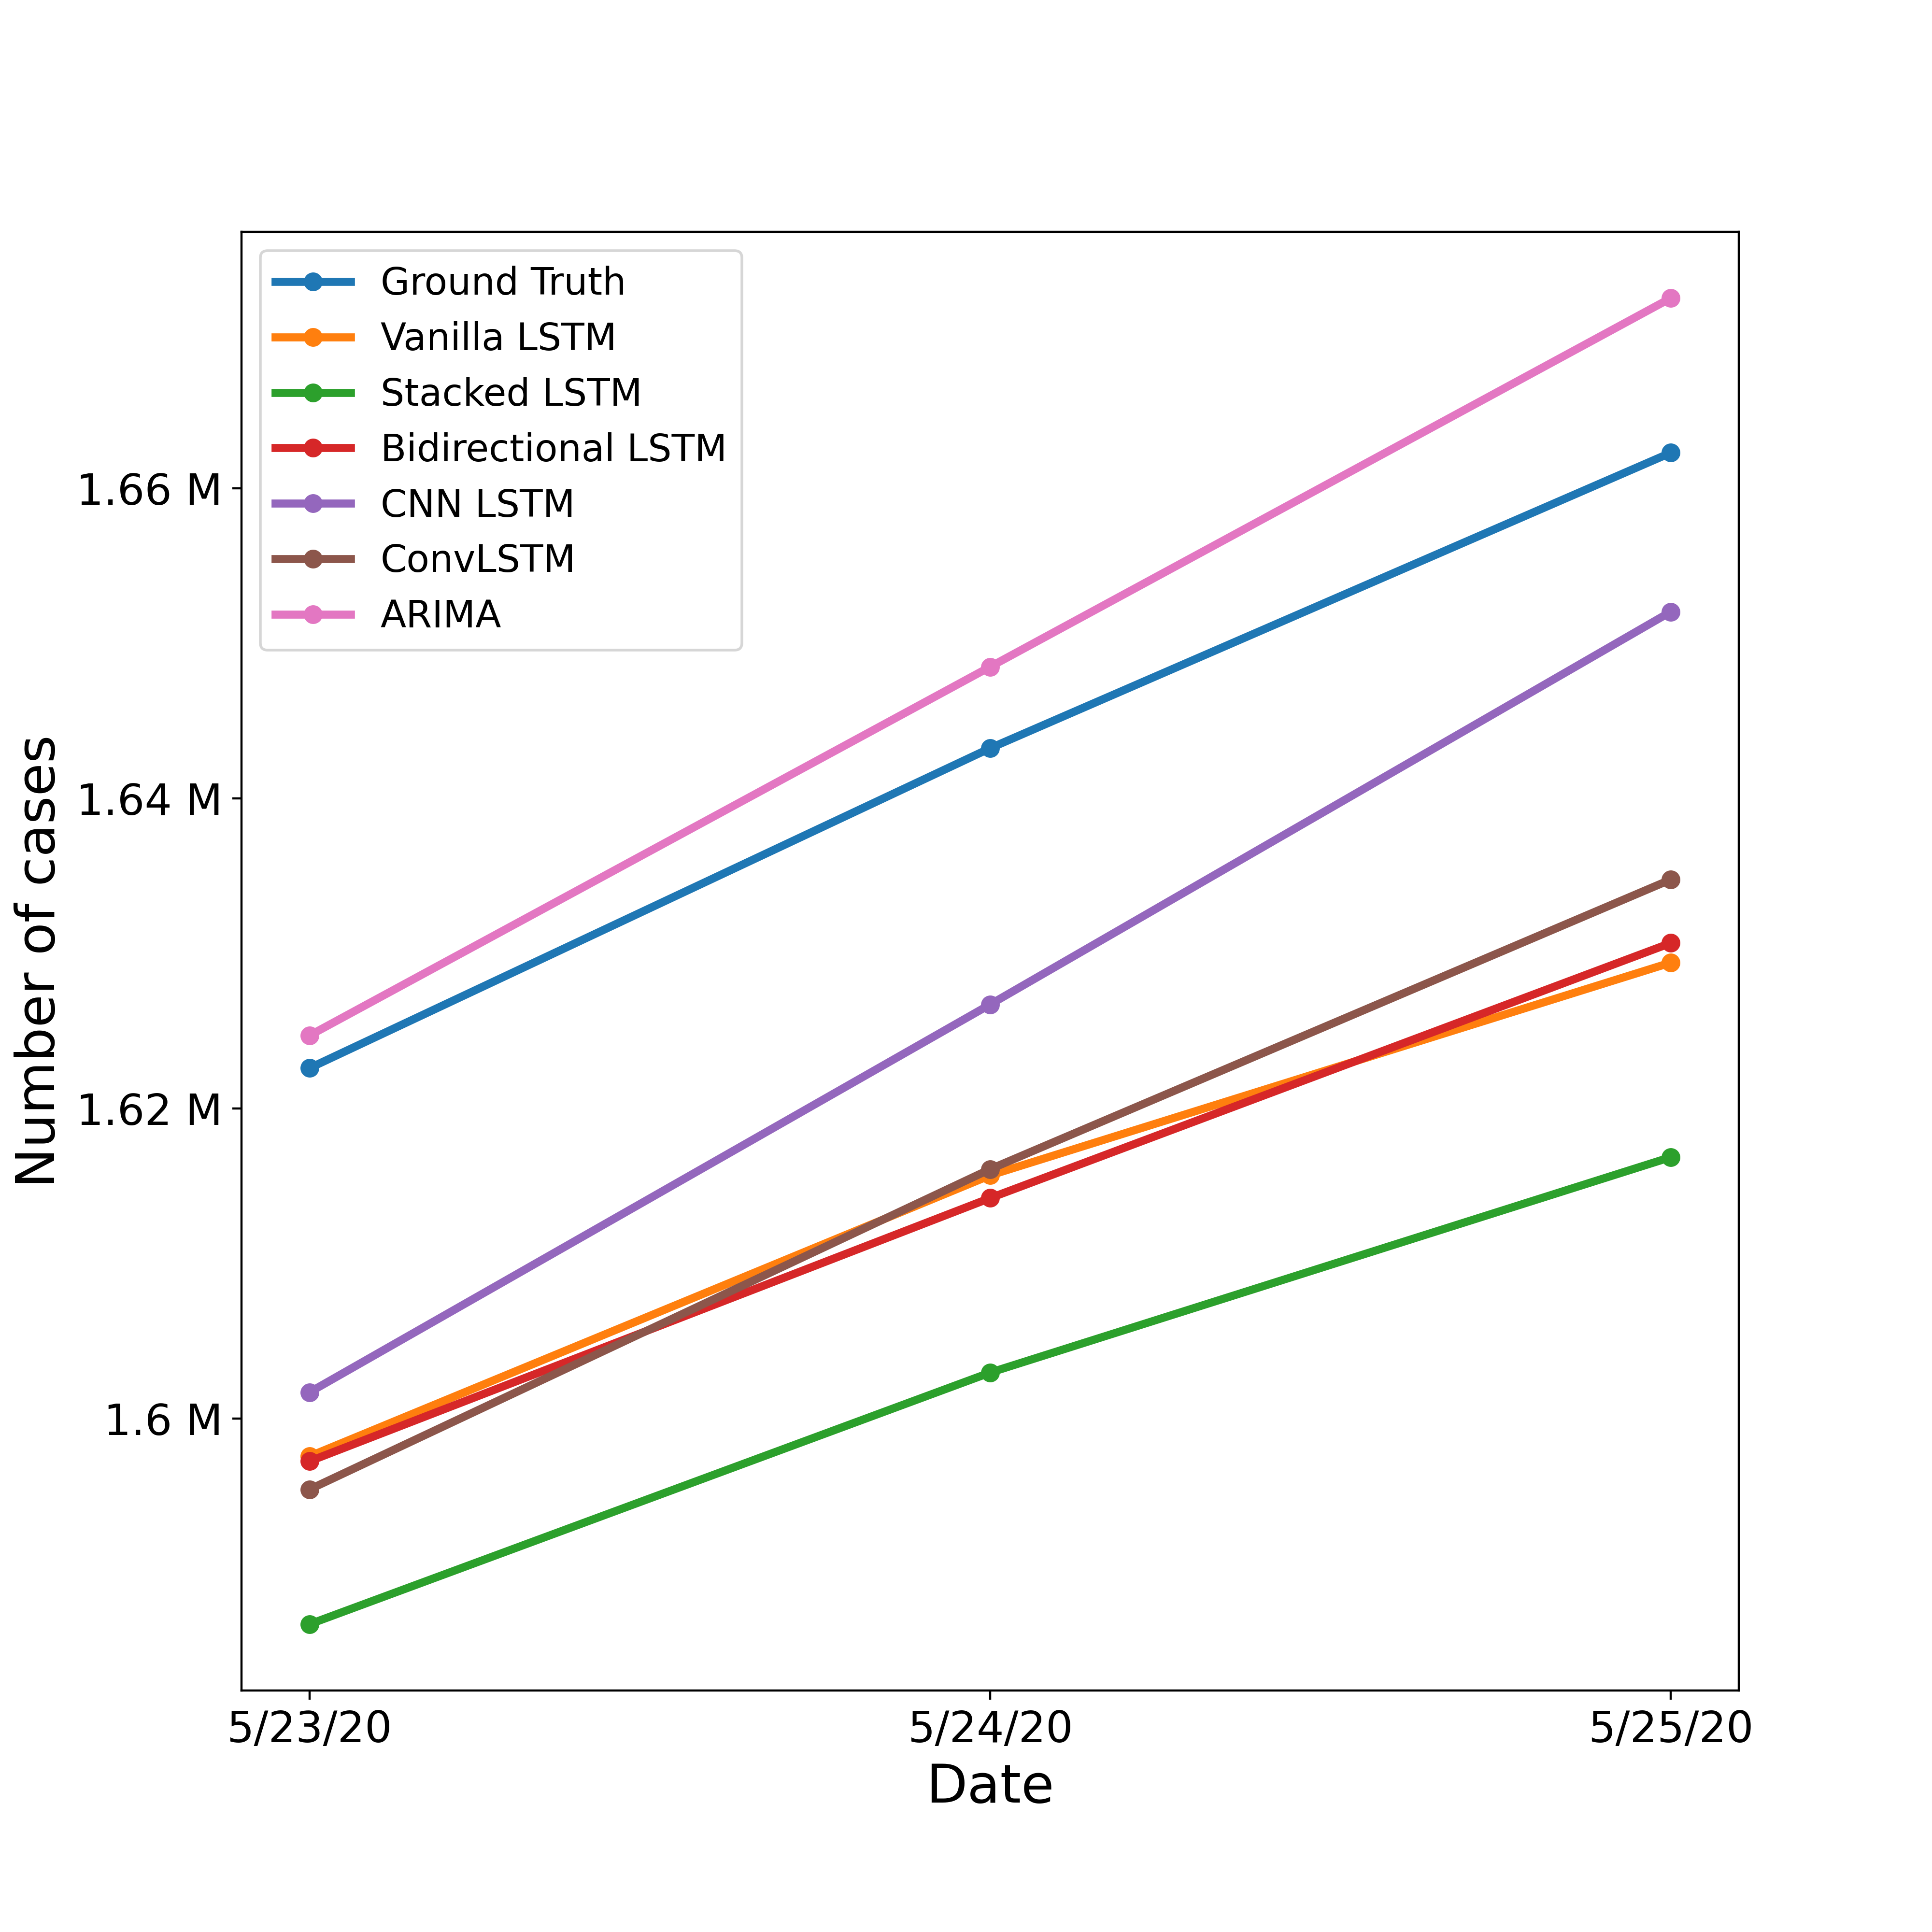 Ground Truth
Vanilla LSTM
Stacked LSTM
Bidirectional LSTM
CNN LSTM
ConvLSTM
ARIMA
1.66 M
1.64 M
1.62 M
1.6 M
Number of cases
5/23/20 5/24/20 5/25/20
Date